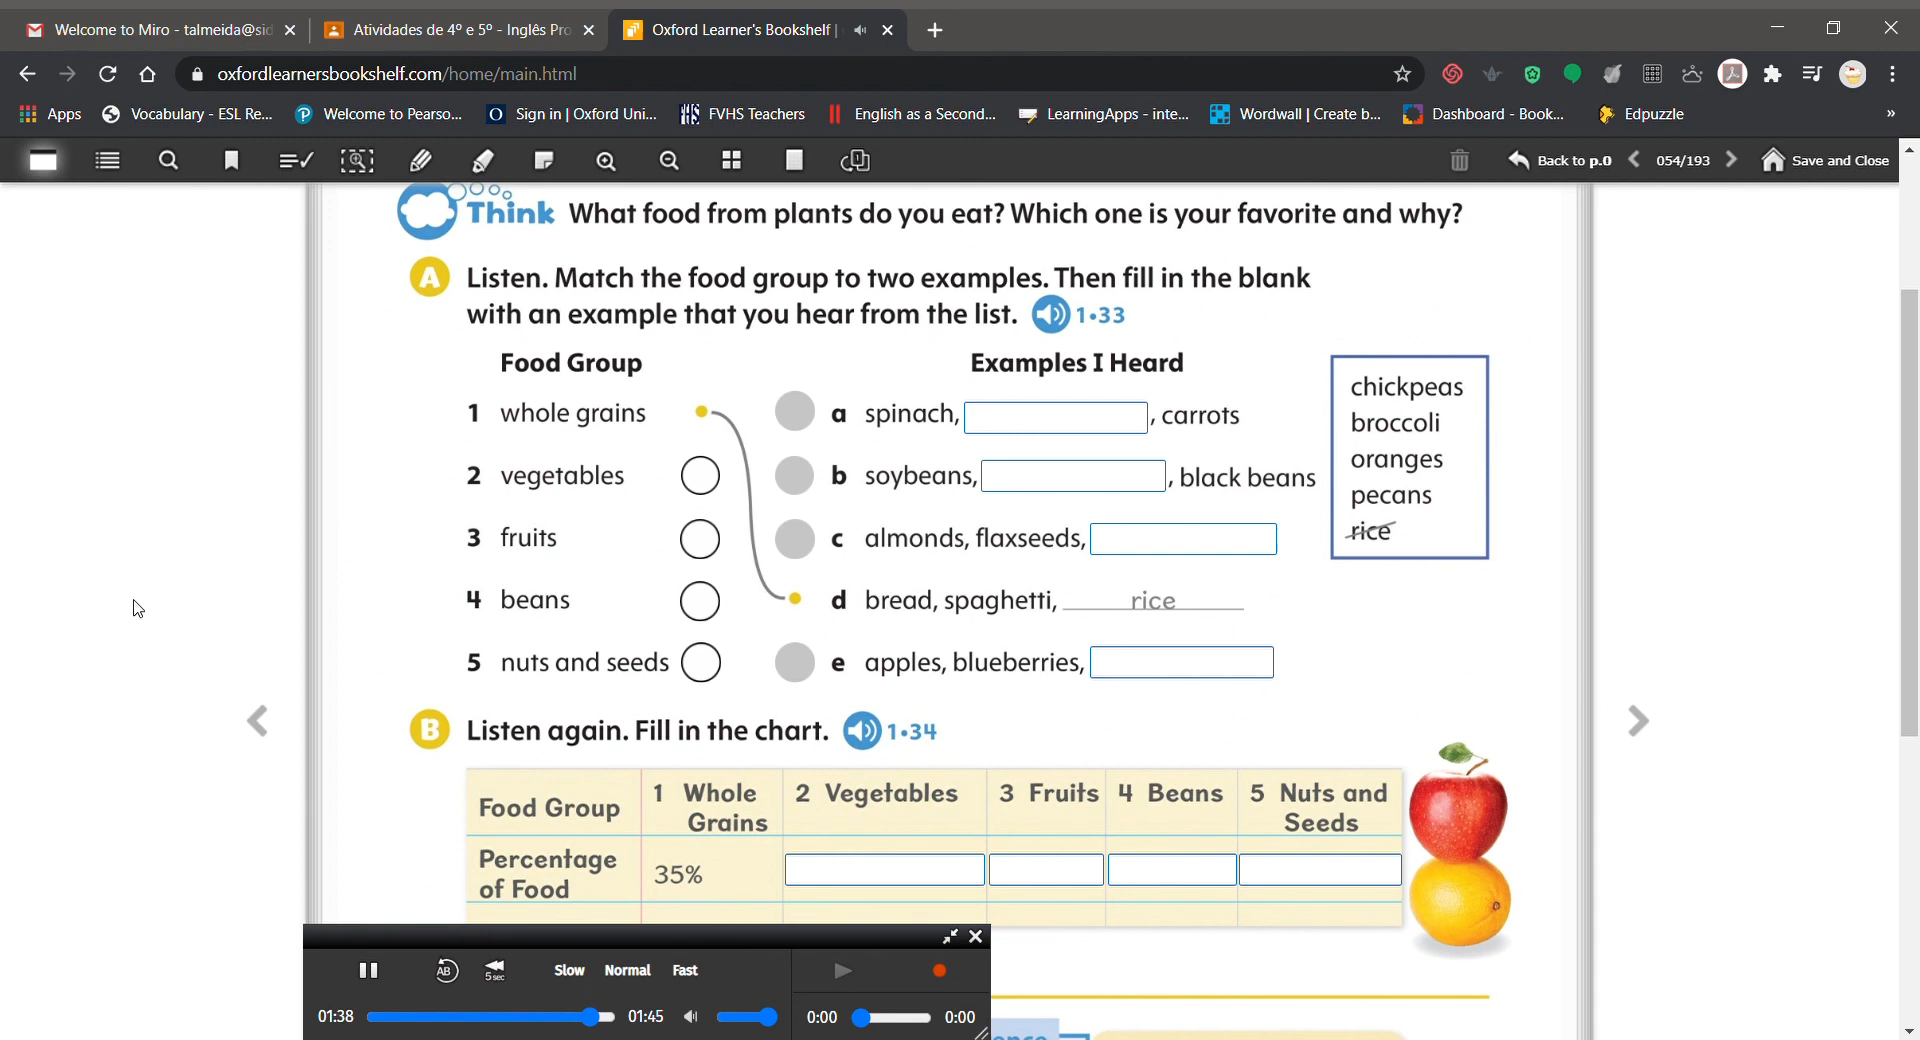 Welcome to Miro - talmeida@sid
Atividades de 4º e 5º - Inglês Pro
Oxford Learner's Bookshelf |
oxfordlearnersbookshelf.com/home/main.html
Apps
Vocabulary - ESL Re...
Welcome to Pearso...
Sign in | Oxford Uni...
FVHS Teachers
English as a Second...
LearningApps - inte...
Wordwall | Create b...
Dashboard - Book...
Edpuzzle
»
Back to p.0
054/193
Save and Close
Think What food from plants do you eat? Which one is your favorite and why?
A Listen. Match the food group to two examples. Then fill in the blank
with an example that you hear from the list. 1•33
Food Group
Examples I Heard
1 whole grains
a spinach, , carrots
2 vegetables
b soybeans, , black beans
3 fruits
c almonds, flaxseeds,
4 beans
d bread, spaghetti, rice
5 nuts and seeds
e apples, blueberries,
chickpeas
broccoli
oranges
pecans
rice
B Listen again. Fill in the chart. 1•34
Food Group
1 Whole
Grains
2 Vegetables
3 Fruits
4 Beans
5 Nuts and
Seeds
Percentage
of Food
35%
AB
5 sec
Slow Normal Fast
01:38
01:45
0:00
0:00